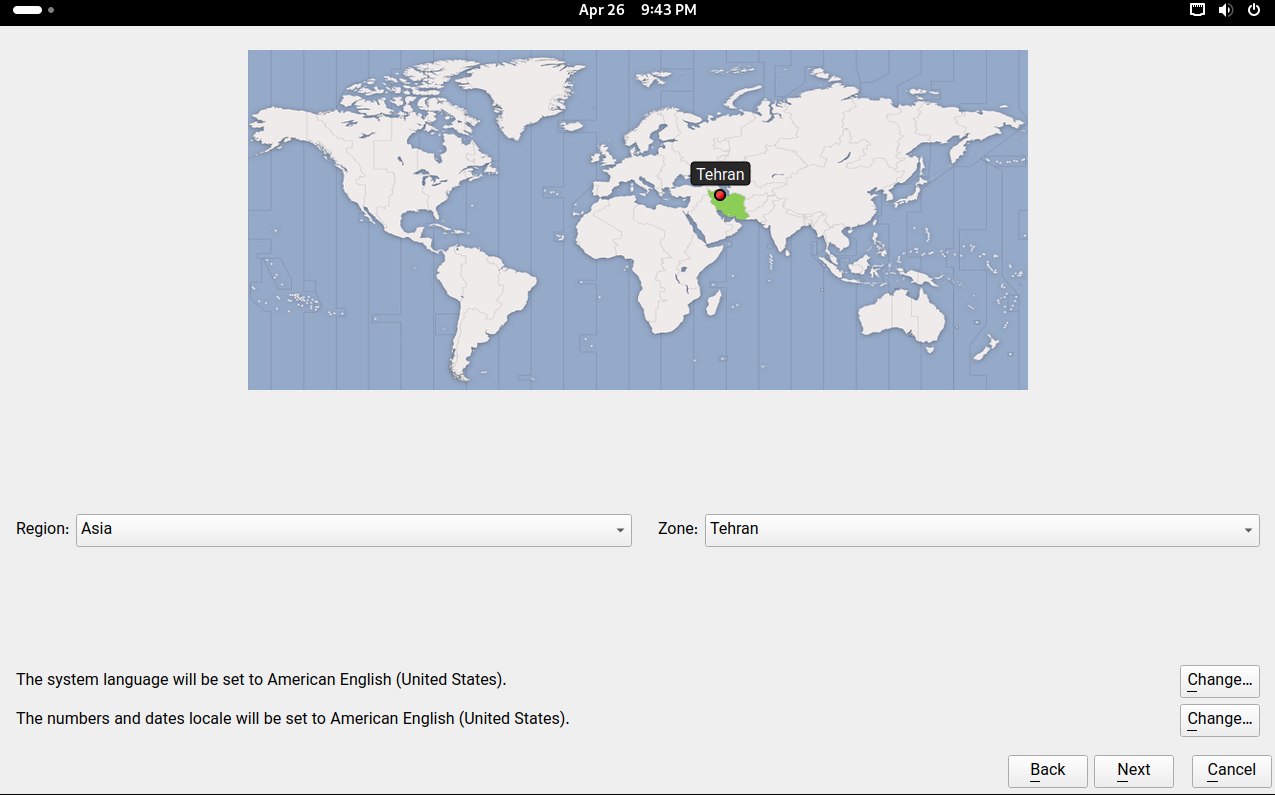 Apr 26 9:43 PM
Tehran
Region: Asia Zone: Tehran
The system language will be set to American English (United States). Change...
The numbers and dates locale will be set to American English (United States). Change...
Back Next Cancel